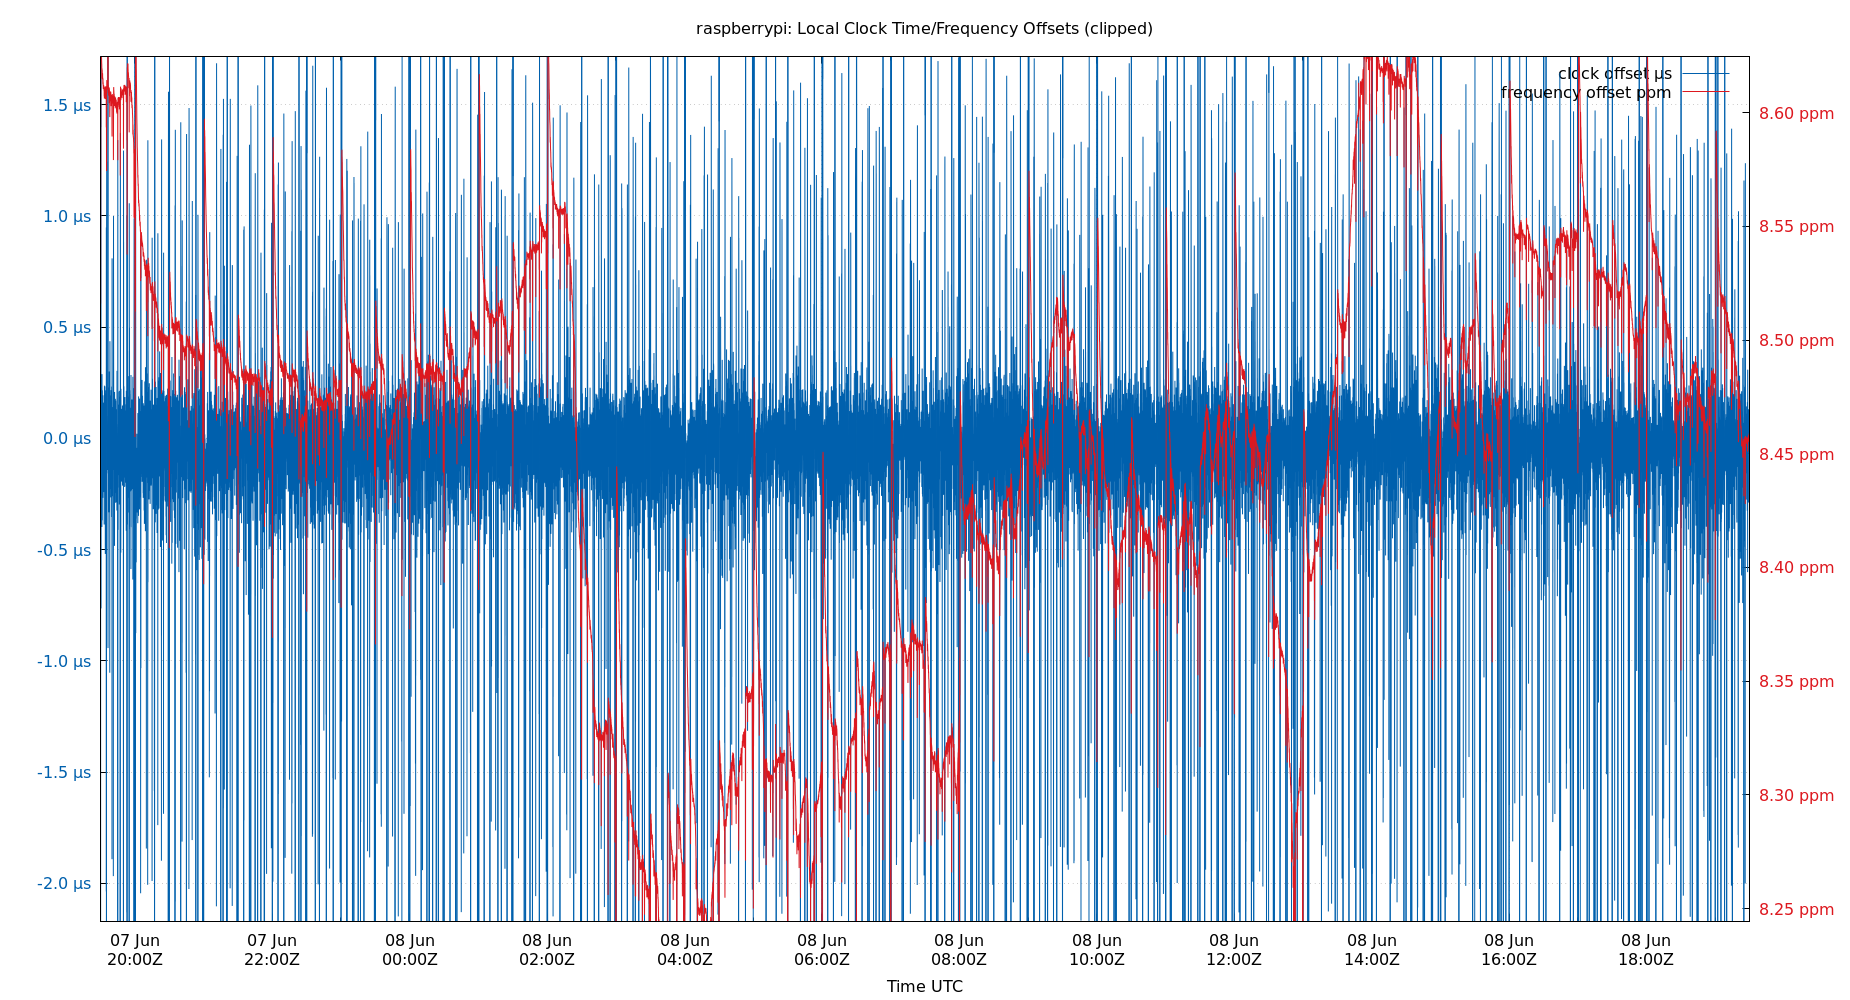 raspberrypi: Local Clock Time/Frequency Offsets (clipped)
clock offset µs
frequency offset ppm
1.5 µs
1.0 µs
0.5 µs
0.0 µs
-0.5 µs
-1.0 µs
-1.5 µs
-2.0 µs
8.60 ppm
8.55 ppm
8.50 ppm
8.45 ppm
8.40 ppm
8.35 ppm
8.30 ppm
8.25 ppm
07 Jun
20:00Z
07 Jun
22:00Z
08 Jun
00:00Z
08 Jun
02:00Z
08 Jun
04:00Z
08 Jun
06:00Z
08 Jun
08:00Z
08 Jun
10:00Z
08 Jun
12:00Z
08 Jun
14:00Z
08 Jun
16:00Z
08 Jun
18:00Z
Time UTC